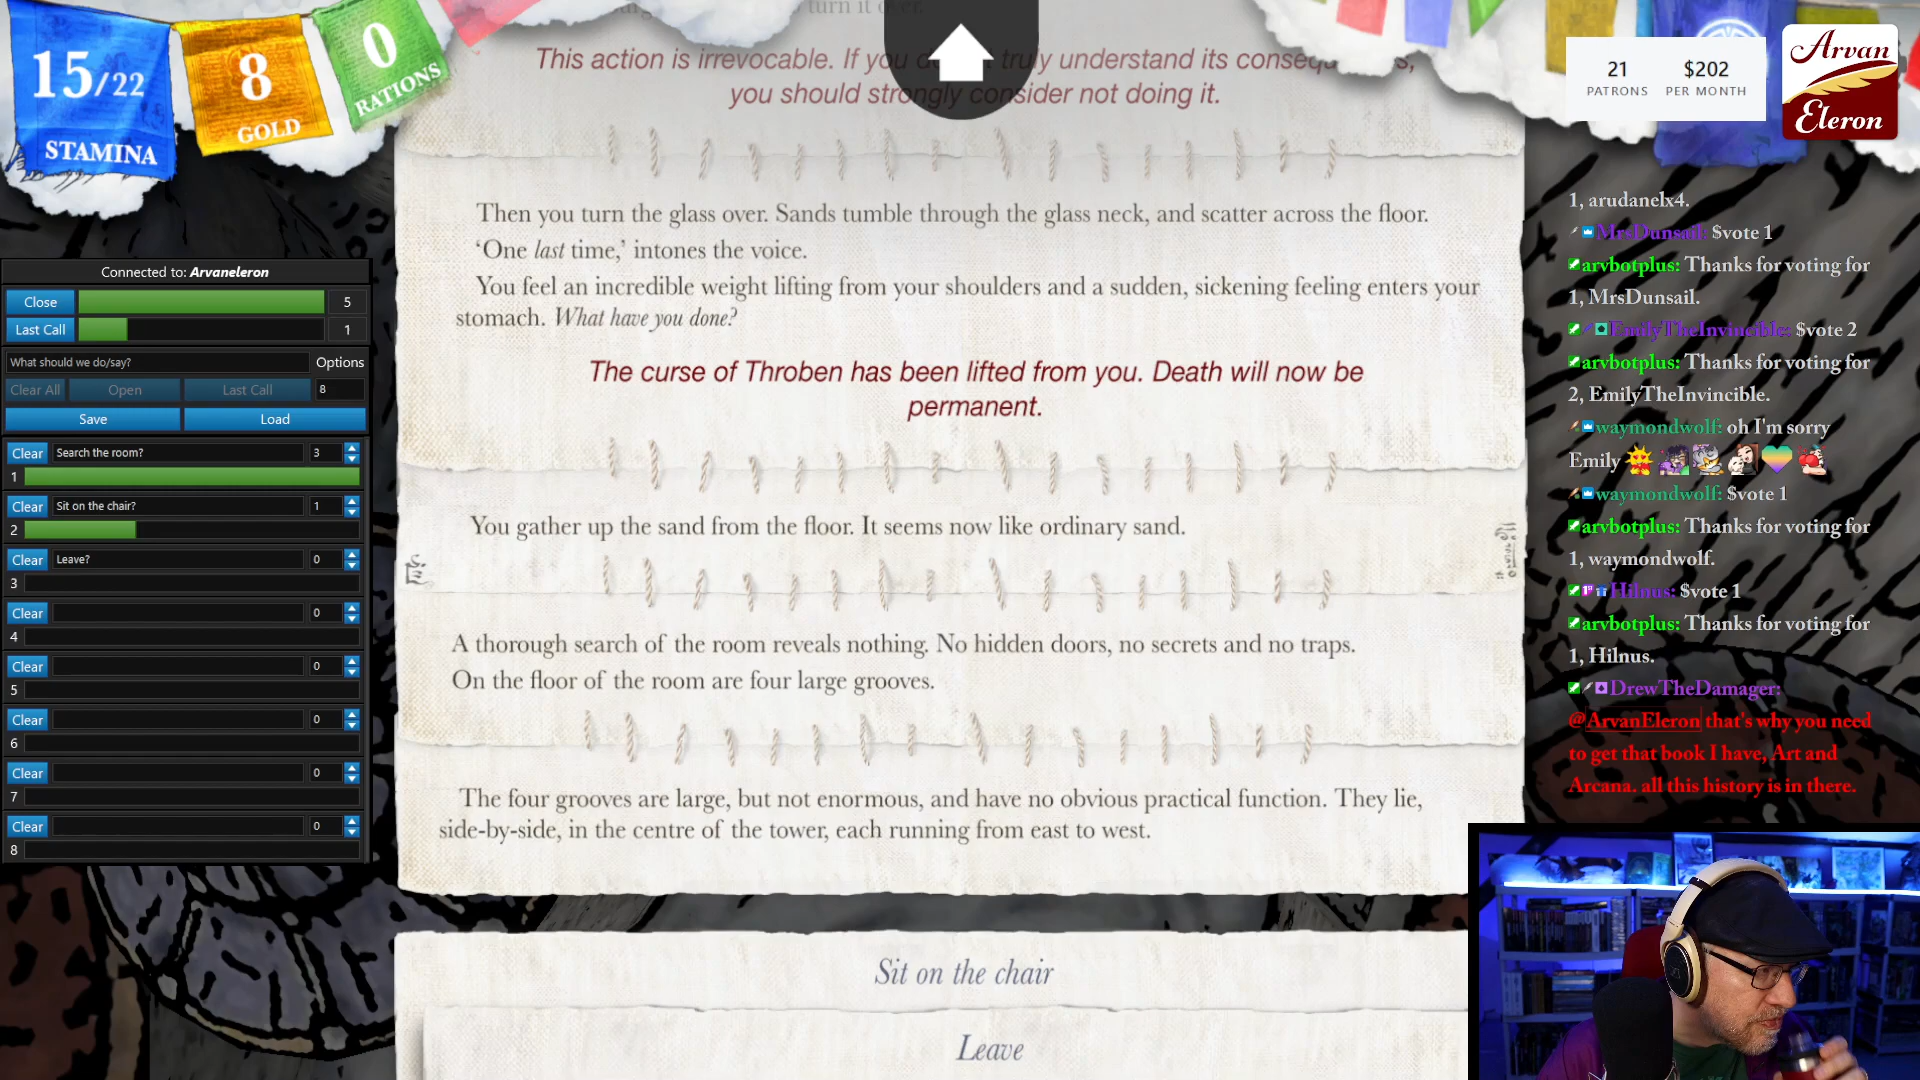 15/22
STAMINA
8
GOLD
0
RATIONS
turn it over.
This action is irrevocable. If you truly understand its
you should strongly consider not doing it.
Then you turn the glass over. Sands tumble through the glass neck, and scatter across the floor.
‘One last time,’ intones the voice.
You feel an incredible weight lifting from your shoulders and a sudden, sickening feeling enters your
stomach. What have you done?
The curse of Throben has been lifted from you. Death will now be
permanent.
You gather up the sand from the floor. It seems now like ordinary sand.
A thorough search of the room reveals nothing. No hidden doors, no secrets and no traps.
On the floor of the room are four large grooves.
The four grooves are large, but not enormous, and have no obvious practical function. They lie,
side-by-side, in the centre of the tower, each running from east to west.
Sit on the chair
Leave
Connected to: Arvaneleron
Close 5
Last Call 1
What should we do/say? Options
Clear All Open Last Call 8
Save Load
Clear Search the room? 3
1
Clear Sit on the chair? 1
2
Clear Leave? 0
3
Clear 0
4
Clear 0
5
Clear 0
6
Clear 0
7
Clear 0
8
21 $202
PATRONS PER MONTH
Arvan
Eleron
1, arudanelx4.
MrsDunsail: $vote 1
arvbotplus: Thanks for voting for
1, MrsDunsail.
EmilyTheInvincible: $vote 2
arvbotplus: Thanks for voting for
2, EmilyTheInvincible.
waymondwolf: oh I'm sorry
Emily
waymondwolf: $vote 1
arvbotplus: Thanks for voting for
1, waymondwolf.
Hilnus: $vote 1
arvbotplus: Thanks for voting for
1, Hilnus.
DrewTheDamager:
@ArvanEleron that's why you need
to get that book I have, Art and
Arcana. all this history is in there.